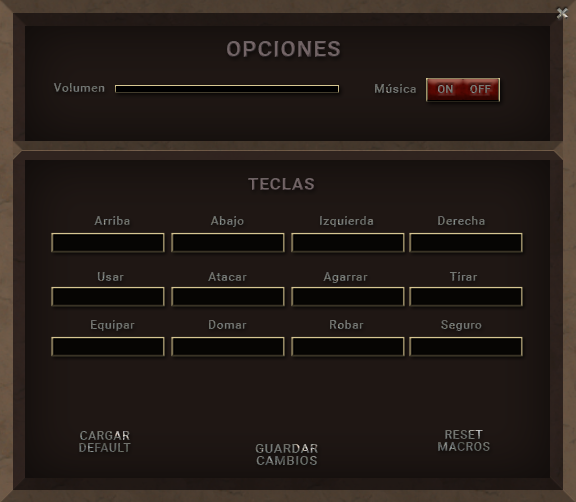 OPCIONES
Volumen
Música ON OFF
TECLAS
Arriba Abajo Izquierda Derecha
Usar Atacar Agarrar Tirar
Equipar Domar Robar Seguro
CARGAR
DEFAULT
GUARDAR
CAMBIOS
RESET
MACROS